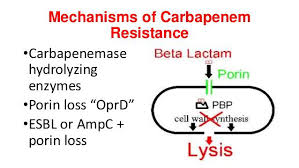 Mechanisms of Carbapenem
Resistance
•Carbapenemase
hydrolyzing
enzymes
•Porin loss “OprD”
•ESBL or AmpC +
porin loss
Beta Lactam
Porin
PBP
cell wall synthesis
Lysis